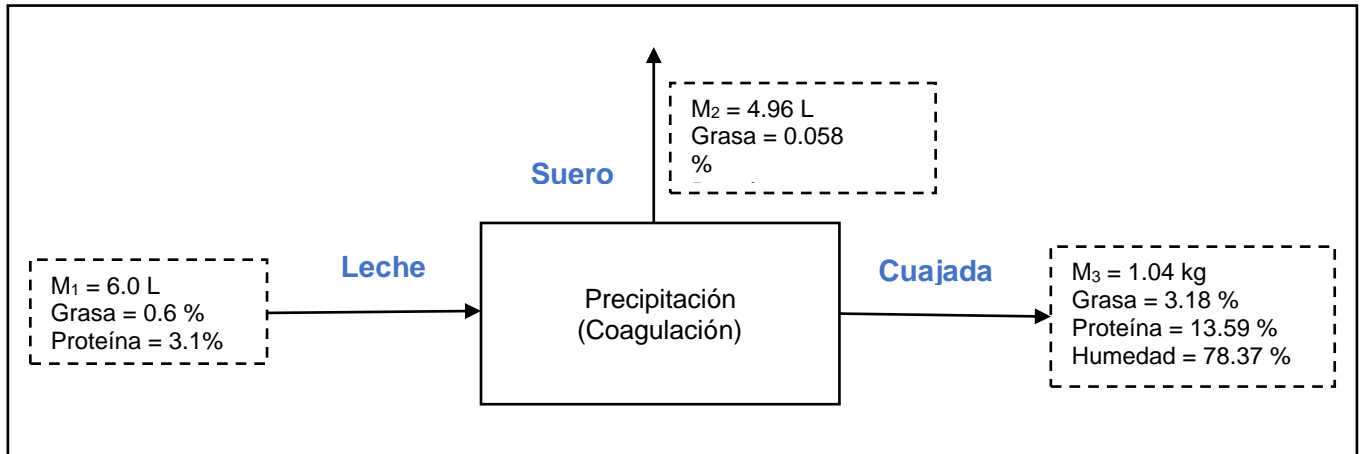 M₂ = 4.96 L
Grasa = 0.058
%
Suero
Leche
Cuajada
M₁ = 6.0 L
Grasa = 0.6 %
Proteína = 3.1%
Precipitación
(Coagulación)
M₃ = 1.04 kg
Grasa = 3.18 %
Proteína = 13.59 %
Humedad = 78.37 %